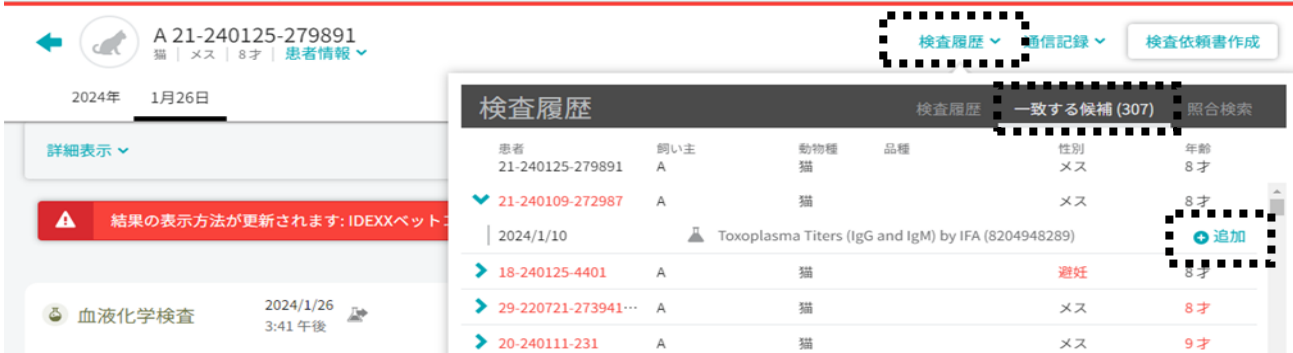 A 21-240125-279891
猫 | メス | 8才 | 患者情報
検査履歴 通信記録 検査依頼書作成
2024年 1月26日
検査履歴 検査履歴 一致する候補 (307) 照合検索
詳細表示
患者 飼い主 動物種 品種 性別 年齢
21-240125-279891 A 猫 メス 8才
21-240109-272987 A 猫 メス 8才
結果の表示方法が更新されます: IDEXXベット
2024/1/10 Toxoplasma Titers (IgG and IgM) by IFA (8204948289) 追加
18-240125-4401 A 猫 避妊 8才
29-220721-273941… A 猫 メス 8才
血液化学検査 2024/1/26
3:41 午後
20-240111-231 A 猫 メス 9才